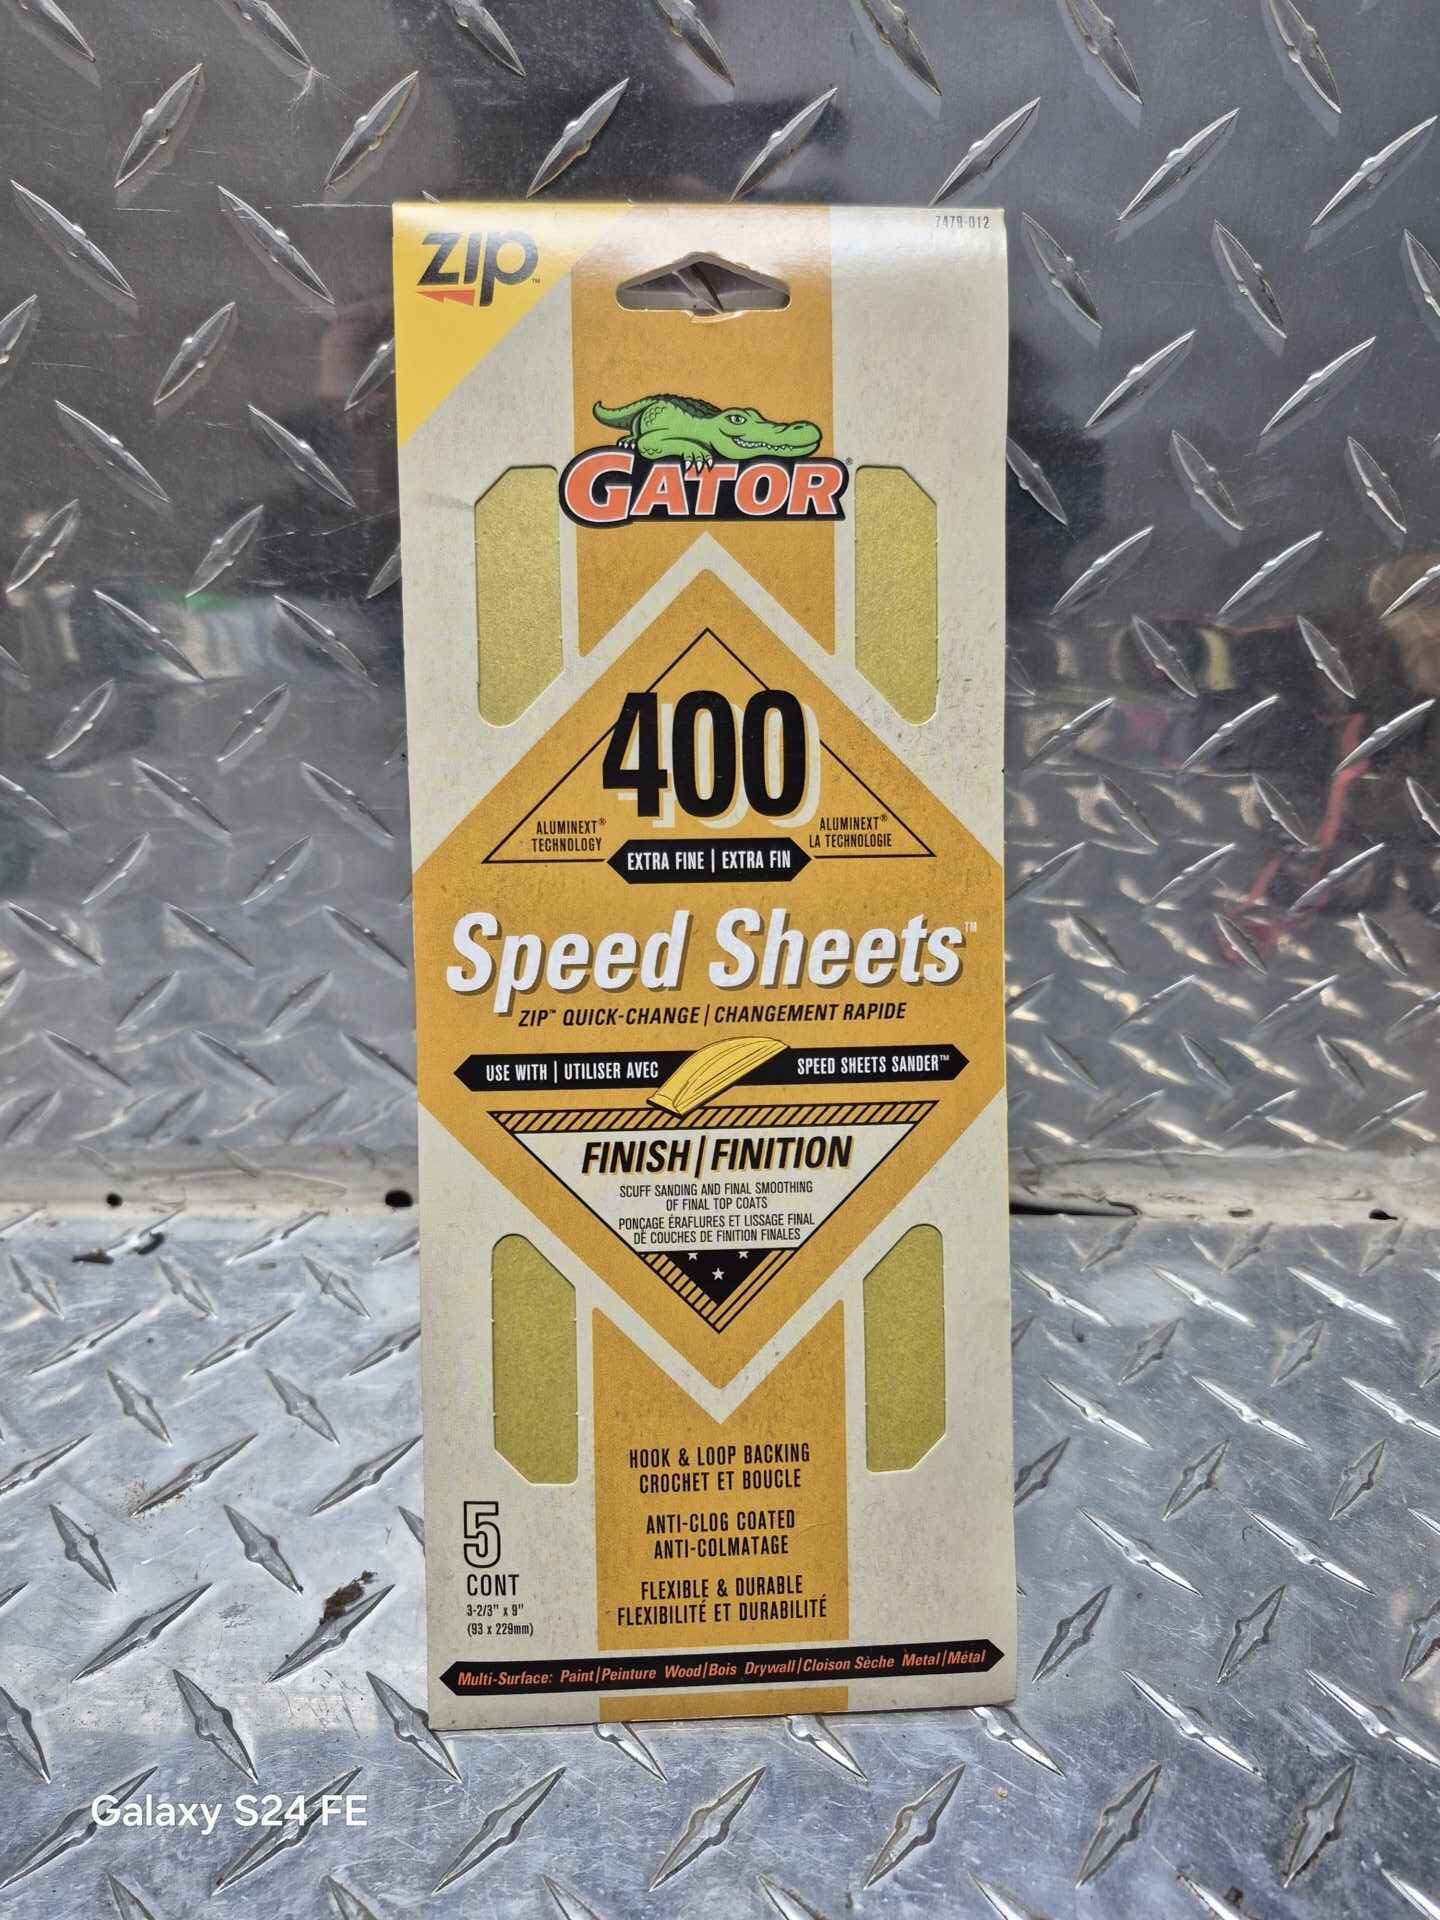 zip™
7479-012
GATOR®
400
ALUMINEXT®
TECHNOLOGY
ALUMINEXT®
LA TECHNOLOGIE
EXTRA FINE | EXTRA FIN
Speed Sheets™
ZIP™ QUICK-CHANGE | CHANGEMENT RAPIDE
USE WITH | UTILISER AVEC
SPEED SHEETS SANDER™
FINISH | FINITION
SCUFF SANDING AND FINAL SMOOTHING
OF FINAL TOP COATS
PONÇAGE ÉRAFLURES ET LISSAGE FINAL
DE COUCHES DE FINITION FINALES
HOOK & LOOP BACKING
CROCHET ET BOUCLE
ANTI-CLOG COATED
ANTI-COLMATAGE
FLEXIBLE & DURABLE
FLEXIBILITÉ ET DURABILITÉ
5
CONT
3-2/3" x 9"
(93 x 229mm)
Multi-Surface: Paint|Peinture Wood|Bois Drywall|Cloison Sèche Metal|Métal
Galaxy S24 FE